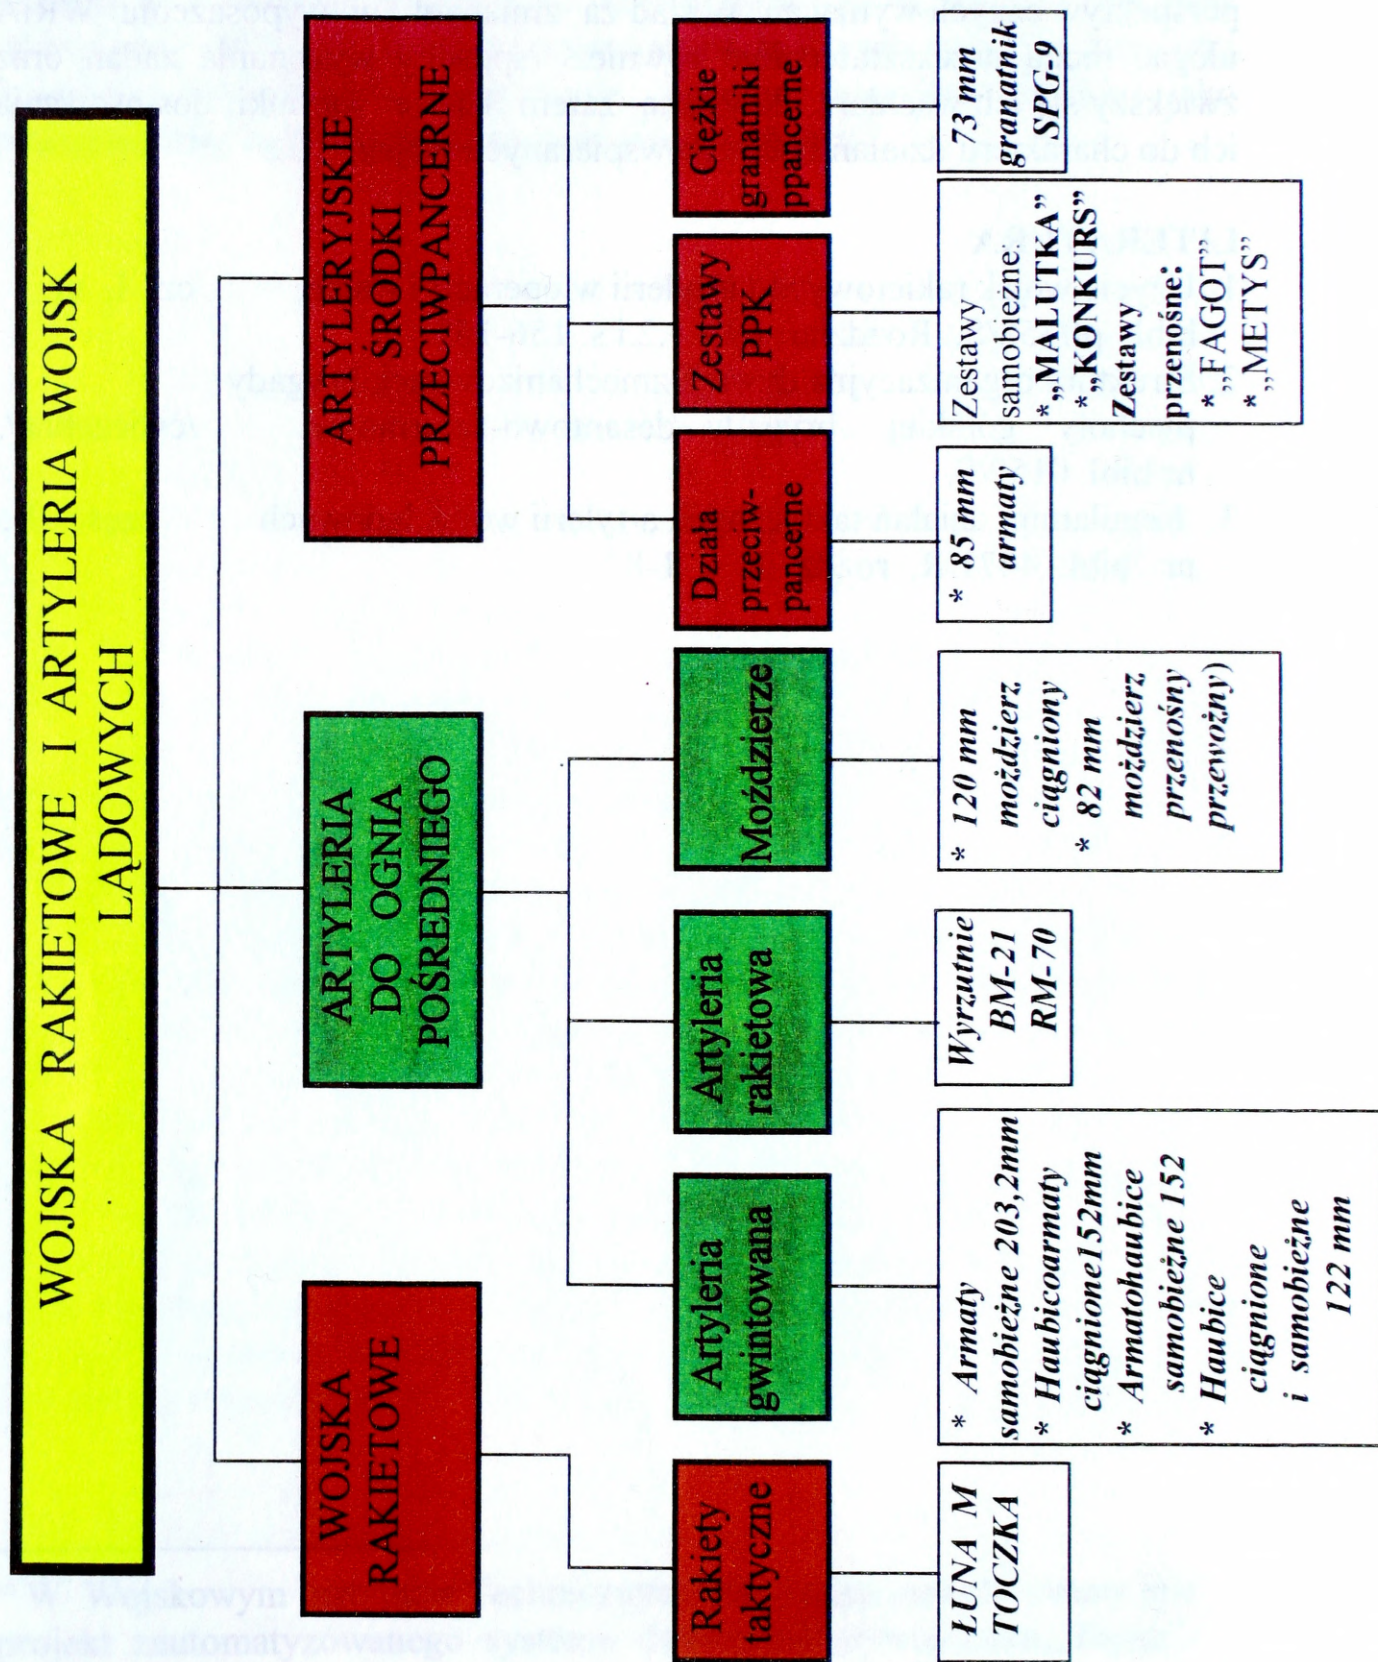 WOJSKA RAKIETOWE I ARTYLERIA WOJSK
LĄDOWYCH
WOJSKA
RAKIETOWE
ARTYLERIA
DO OGNIA
POŚREDNIEGO
ARTYLERYJSKIE
ŚRODKI
PRZECIWPANCERNE
Rakiety
taktyczne
Artyleria
gwintowana
Artyleria
rakietowa
Moździerze
Działa
przeciw-
pancerne
Zestawy
PPK
Ciężkie
granatniki
ppancerne
ŁUNA M
TOCZKA
* Armaty
samobieżne 203,2mm
* Haubicoarmaty
ciągnione152mm
* Armatohaubice
samobieżne 152
* Haubice
ciągnione
i samobieżne
122 mm
Wyrzutnie
BM-21
RM-70
* 120 mm
moździerz
ciągniony
* 82 mm
moździerz
przenośny
przewoźny)
* 85 mm
armaty
Zestawy
samobieżne:
* „MALUTKA”
* „KONKURS”
Zestawy
przenośne:
* „FAGOT”
* „METYS”
73 mm
granatnik
SPG-9